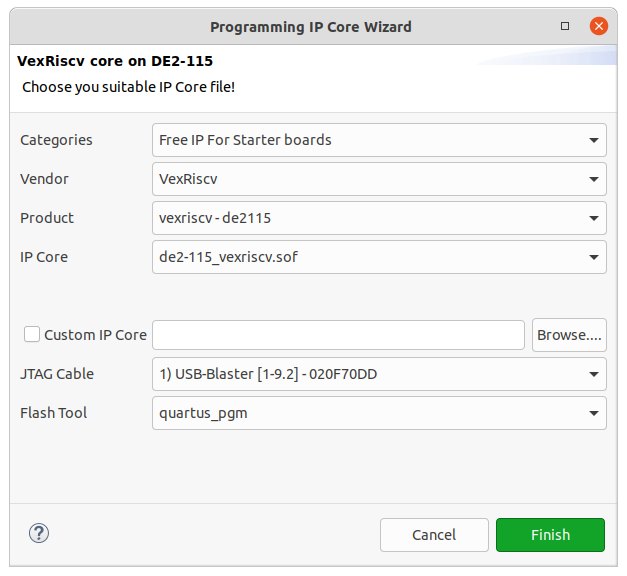 Programming IP Core Wizard
VexRiscv core on DE2-115
Choose you suitable IP Core file!
Categories Free IP For Starter boards
Vendor VexRiscv
Product vexriscv - de2115
IP Core de2-115_vexriscv.sof
Custom IP Core Browse....
JTAG Cable 1) USB-Blaster [1-9.2] - 020F70DD
Flash Tool quartus_pgm
? Cancel Finish